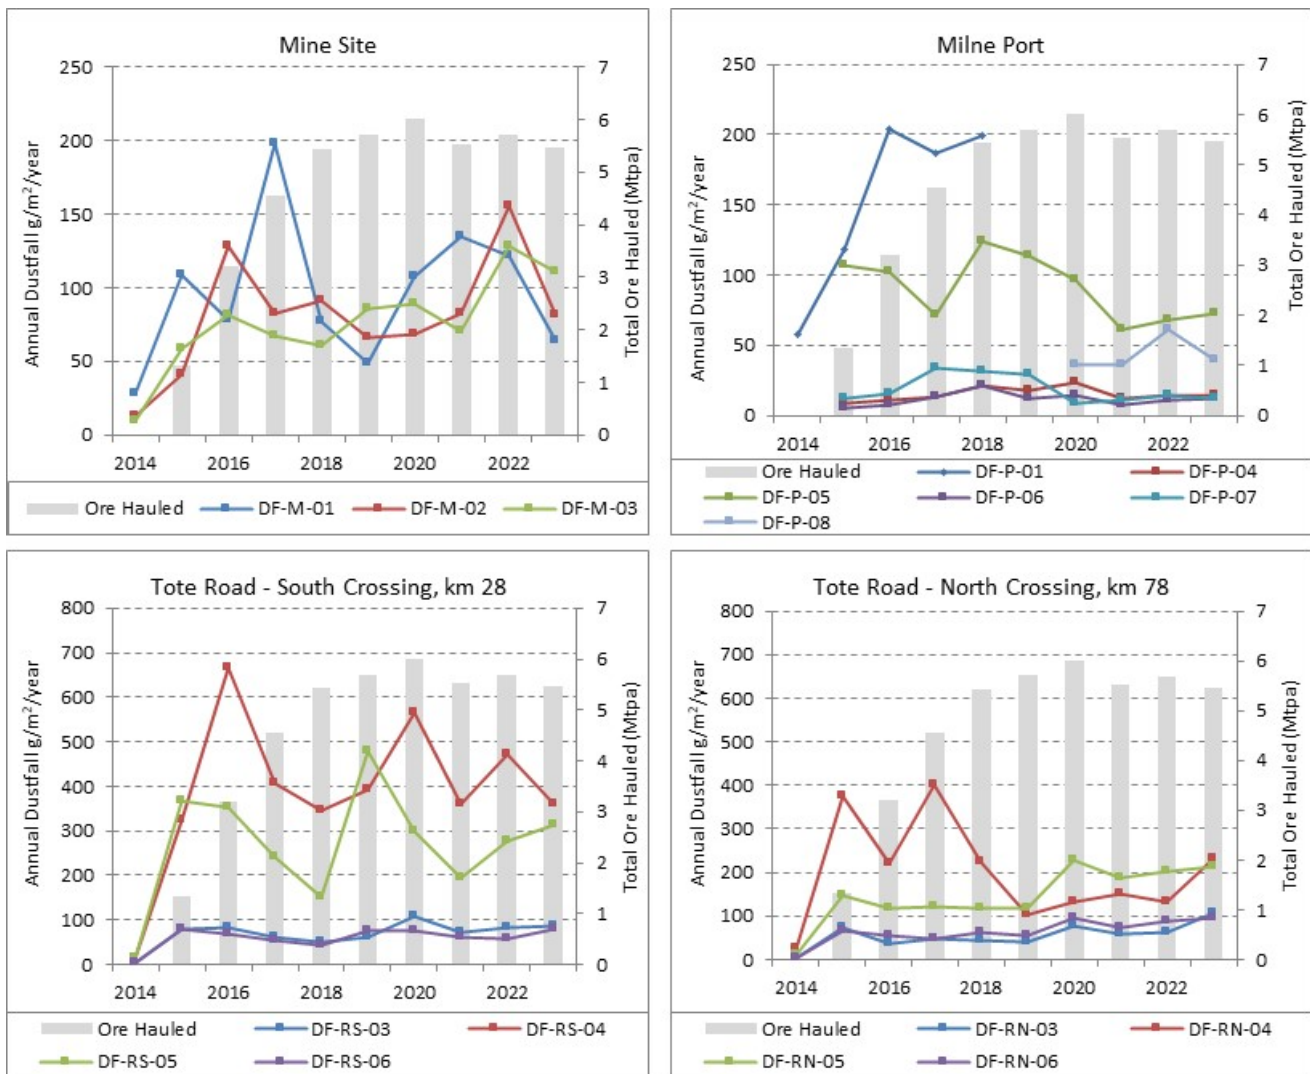 Mine Site
250
200
150
100
50
0
Annual Dustfall g/m²/year
7
6
5
4
3
2
1
0
Total Ore Hauled (Mtpa)
2014 2016 2018 2020 2022
Ore Hauled DF-M-01 DF-M-02 DF-M-03
Milne Port
250
200
150
100
50
0
Annual Dustfall g/m²/year
7
6
5
4
3
2
1
0
Total Ore Hauled (Mtpa)
2014 2016 2018 2020 2022
Ore Hauled DF-P-01 DF-P-04
DF-P-05 DF-P-06 DF-P-07
DF-P-08
Tote Road - South Crossing, km 28
800
700
600
500
400
300
200
100
0
Annual Dustfall g/m²/year
7
6
5
4
3
2
1
0
Total Ore Hauled (Mtpa)
2014 2016 2018 2020 2022
Ore Hauled DF-RS-03 DF-RS-04
DF-RS-05 DF-RS-06
Tote Road - North Crossing, km 78
800
700
600
500
400
300
200
100
0
Annual Dustfall g/m²/year
7
6
5
4
3
2
1
0
Total Ore Hauled (Mtpa)
2014 2016 2018 2020 2022
Ore Hauled DF-RN-03 DF-RN-04
DF-RN-05 DF-RN-06